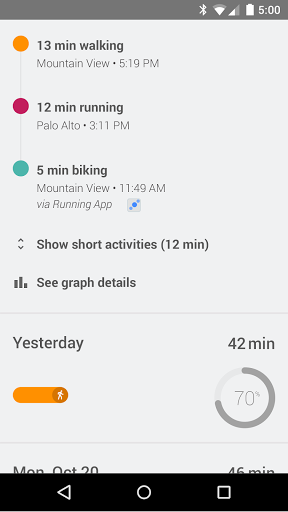 5:00
13 min walking
Mountain View • 5:19 PM
12 min running
Palo Alto • 3:11 PM
5 min biking
Mountain View • 11:49 AM
via Running App
Show short activities (12 min)
See graph details
Yesterday 42 min
70%
Mon, Oct 20 46 min